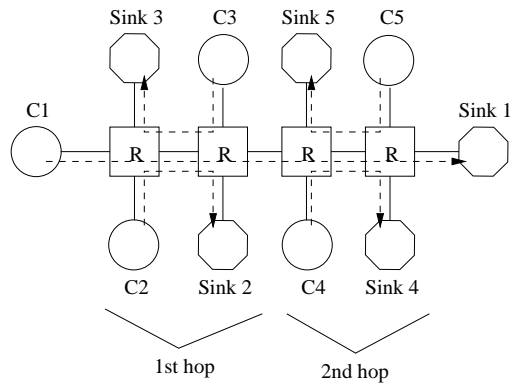 Sink 3
C3
Sink 5
C5
C1
Sink 1
R
R
R
R
C2
Sink 2
C4
Sink 4
1st hop
2nd hop